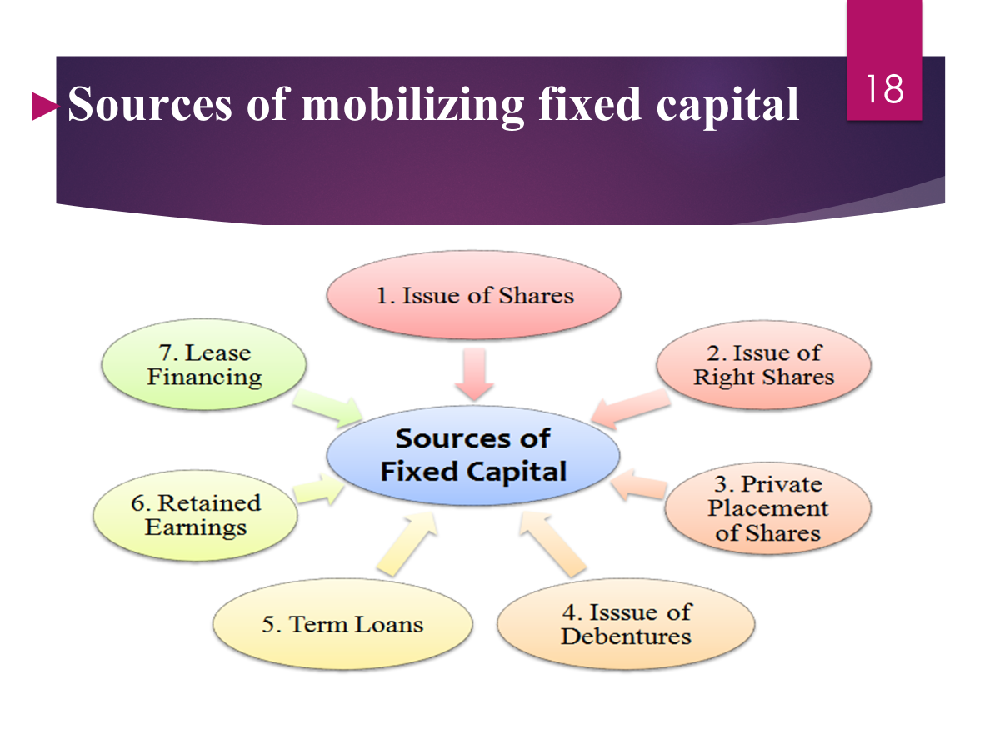 18
Sources of mobilizing fixed capital
1. Issue of Shares
2. Issue of
Right Shares
3. Private
Placement
of Shares
4. Isssue of
Debentures
5. Term Loans
6. Retained
Earnings
7. Lease
Financing
Sources of
Fixed Capital